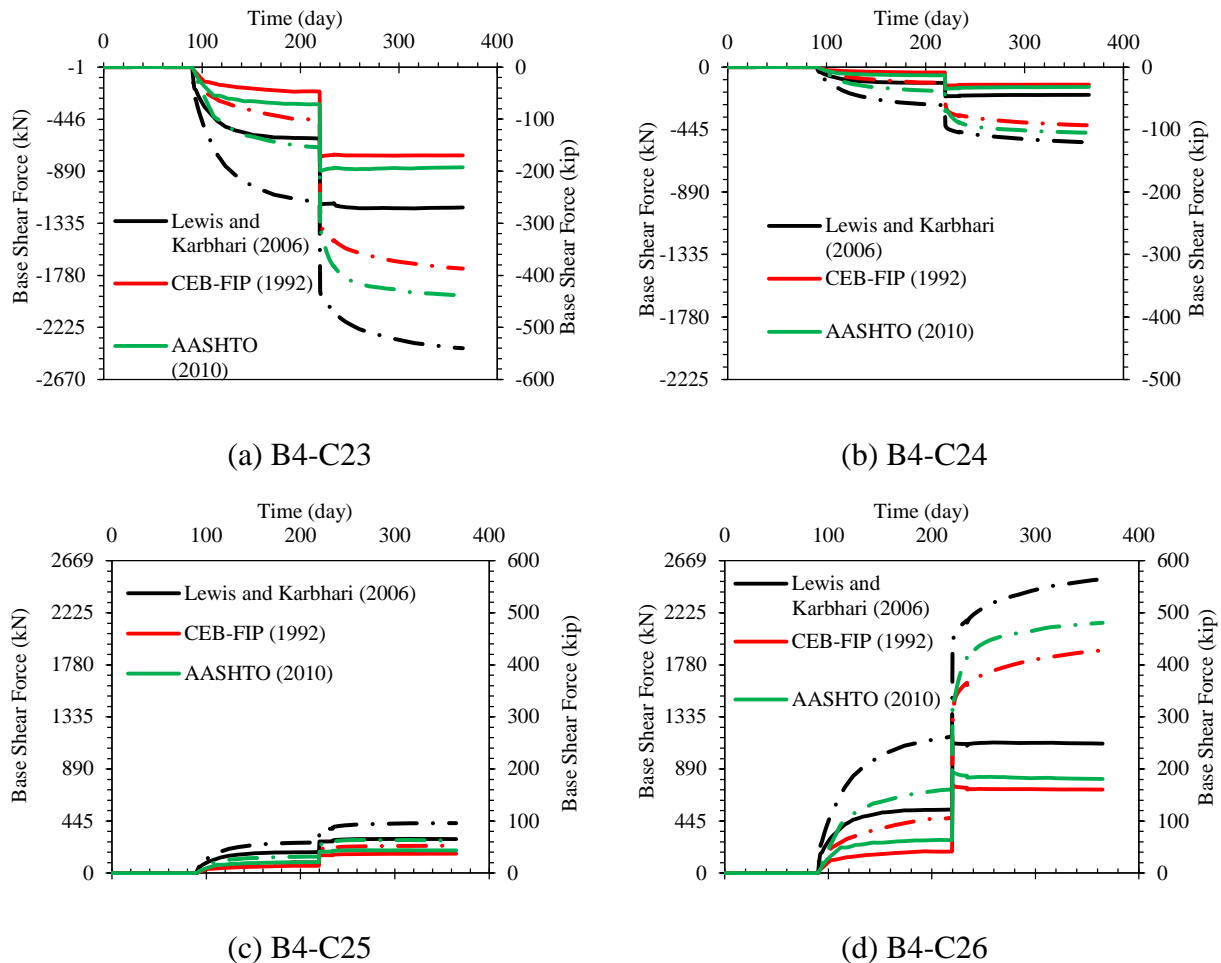 Time (day)
0 100 200 300 400
-1
-446
-890
-1335
-1780
-2225
-2670
Base Shear Force (kN)
0
-100
-200
-300
-400
-500
-600
Base Shear Force (kip)
Lewis and
Karbhari (2006)
CEB-FIP (1992)
AASHTO
(2010)
(a) B4-C23
Time (day)
0 100 200 300 400
0
-445
-890
-1335
-1780
-2225
Base Shear Force (kN)
0
-100
-200
-300
-400
-500
Base Shear Force (kip)
Lewis and Karbhari
(2006)
CEB-FIP (1992)
AASHTO (2010)
(b) B4-C24
Time (day)
0 100 200 300 400
2669
2225
1780
1335
890
445
0
Base Shear Force (kN)
600
500
400
300
200
100
0
Base Shear Force (kip)
Lewis and Karbhari (2006)
CEB-FIP (1992)
AASHTO (2010)
(c) B4-C25
Time (day)
0 100 200 300 400
2669
2225
1780
1335
890
445
0
Base Shear Force (kN)
600
500
400
300
200
100
0
Base Shear Force (kip)
Lewis and
Karbhari (2006)
CEB-FIP (1992)
AASHTO (2010)
(d) B4-C26